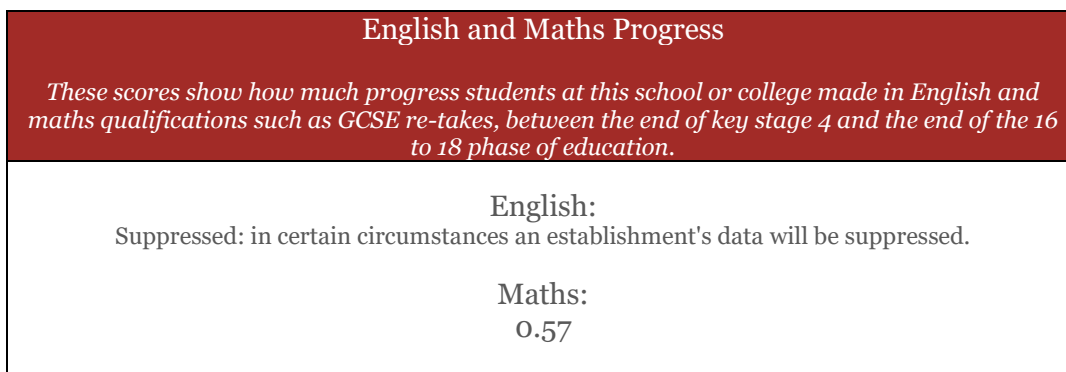 English and Maths Progress
These scores show how much progress students at this school or college made in English and
maths qualifications such as GCSE re-takes, between the end of key stage 4 and the end of the 16
to 18 phase of education.
English:
Suppressed: in certain circumstances an establishment's data will be suppressed.
Maths:
0.57